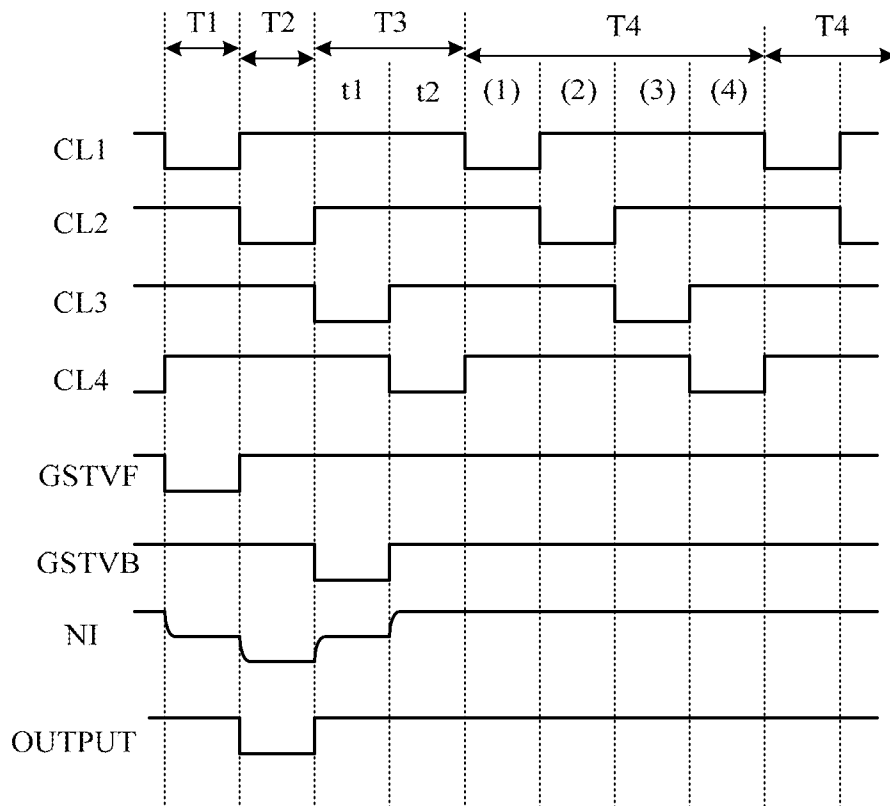 T1 T2 T3 T4 T4
t1 t2 (1) (2) (3) (4)
CL1
CL2
CL3
CL4
GSTVF
GSTVB
NI
OUTPUT